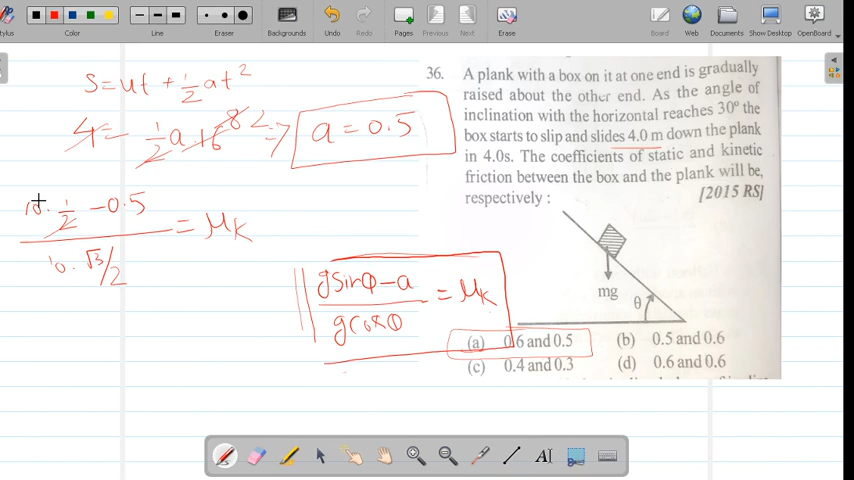 Stylus
Color
Line
Eraser
Backgrounds
Undo
Pages
Previous
Next
Erase
Board
Web
Documents
Show Desktop
OpenBoard
S = ut + ½at²
4 = ½ a · 16 8 2 ⇒ a = 0.5
10 · ½ − 0.5 = μK
10 · √3/2
gsinθ − a = μK
gcosθ
36. A plank with a box on it at one end is gradually
raised about the other end. As the angle of
inclination with the horizontal reaches 30° the
box starts to slip and slides 4.0 m down the plank
in 4.0s. The coefficients of static and kinetic
friction between the box and the plank will be,
respectively : [2015 RS]
mg
θ
(a) 0.6 and 0.5 (b) 0.5 and 0.6
(c) 0.4 and 0.3 (d) 0.6 and 0.6